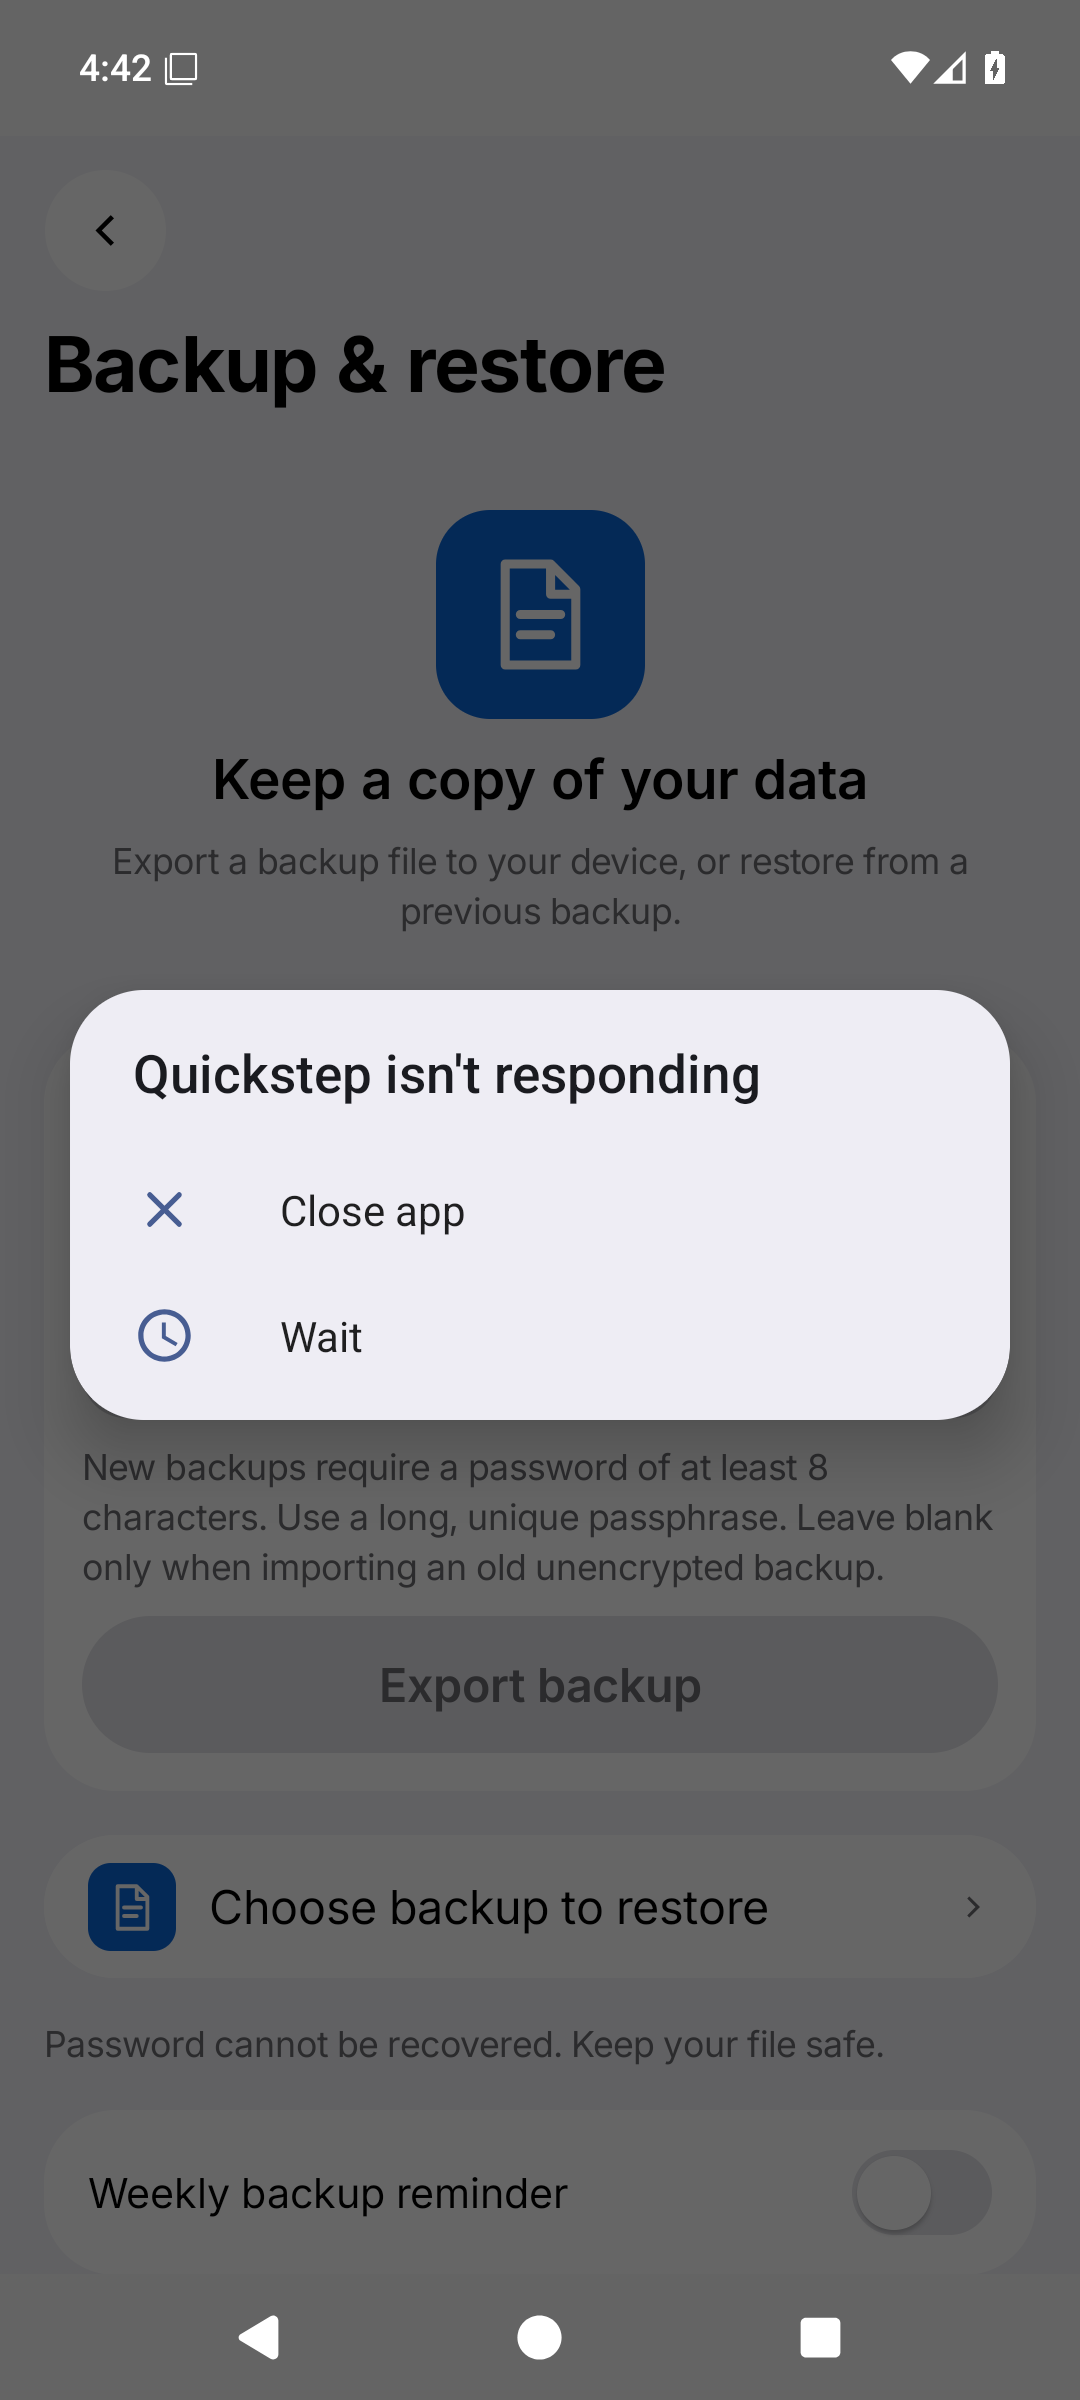 4:42
Backup & restore
Keep a copy of your data
Export a backup file to your device, or restore from a
previous backup.
Quickstep isn't responding
Close app
Wait
New backups require a password of at least 8
characters. Use a long, unique passphrase. Leave blank
only when importing an old unencrypted backup.
Export backup
Choose backup to restore
Password cannot be recovered. Keep your file safe.
Weekly backup reminder